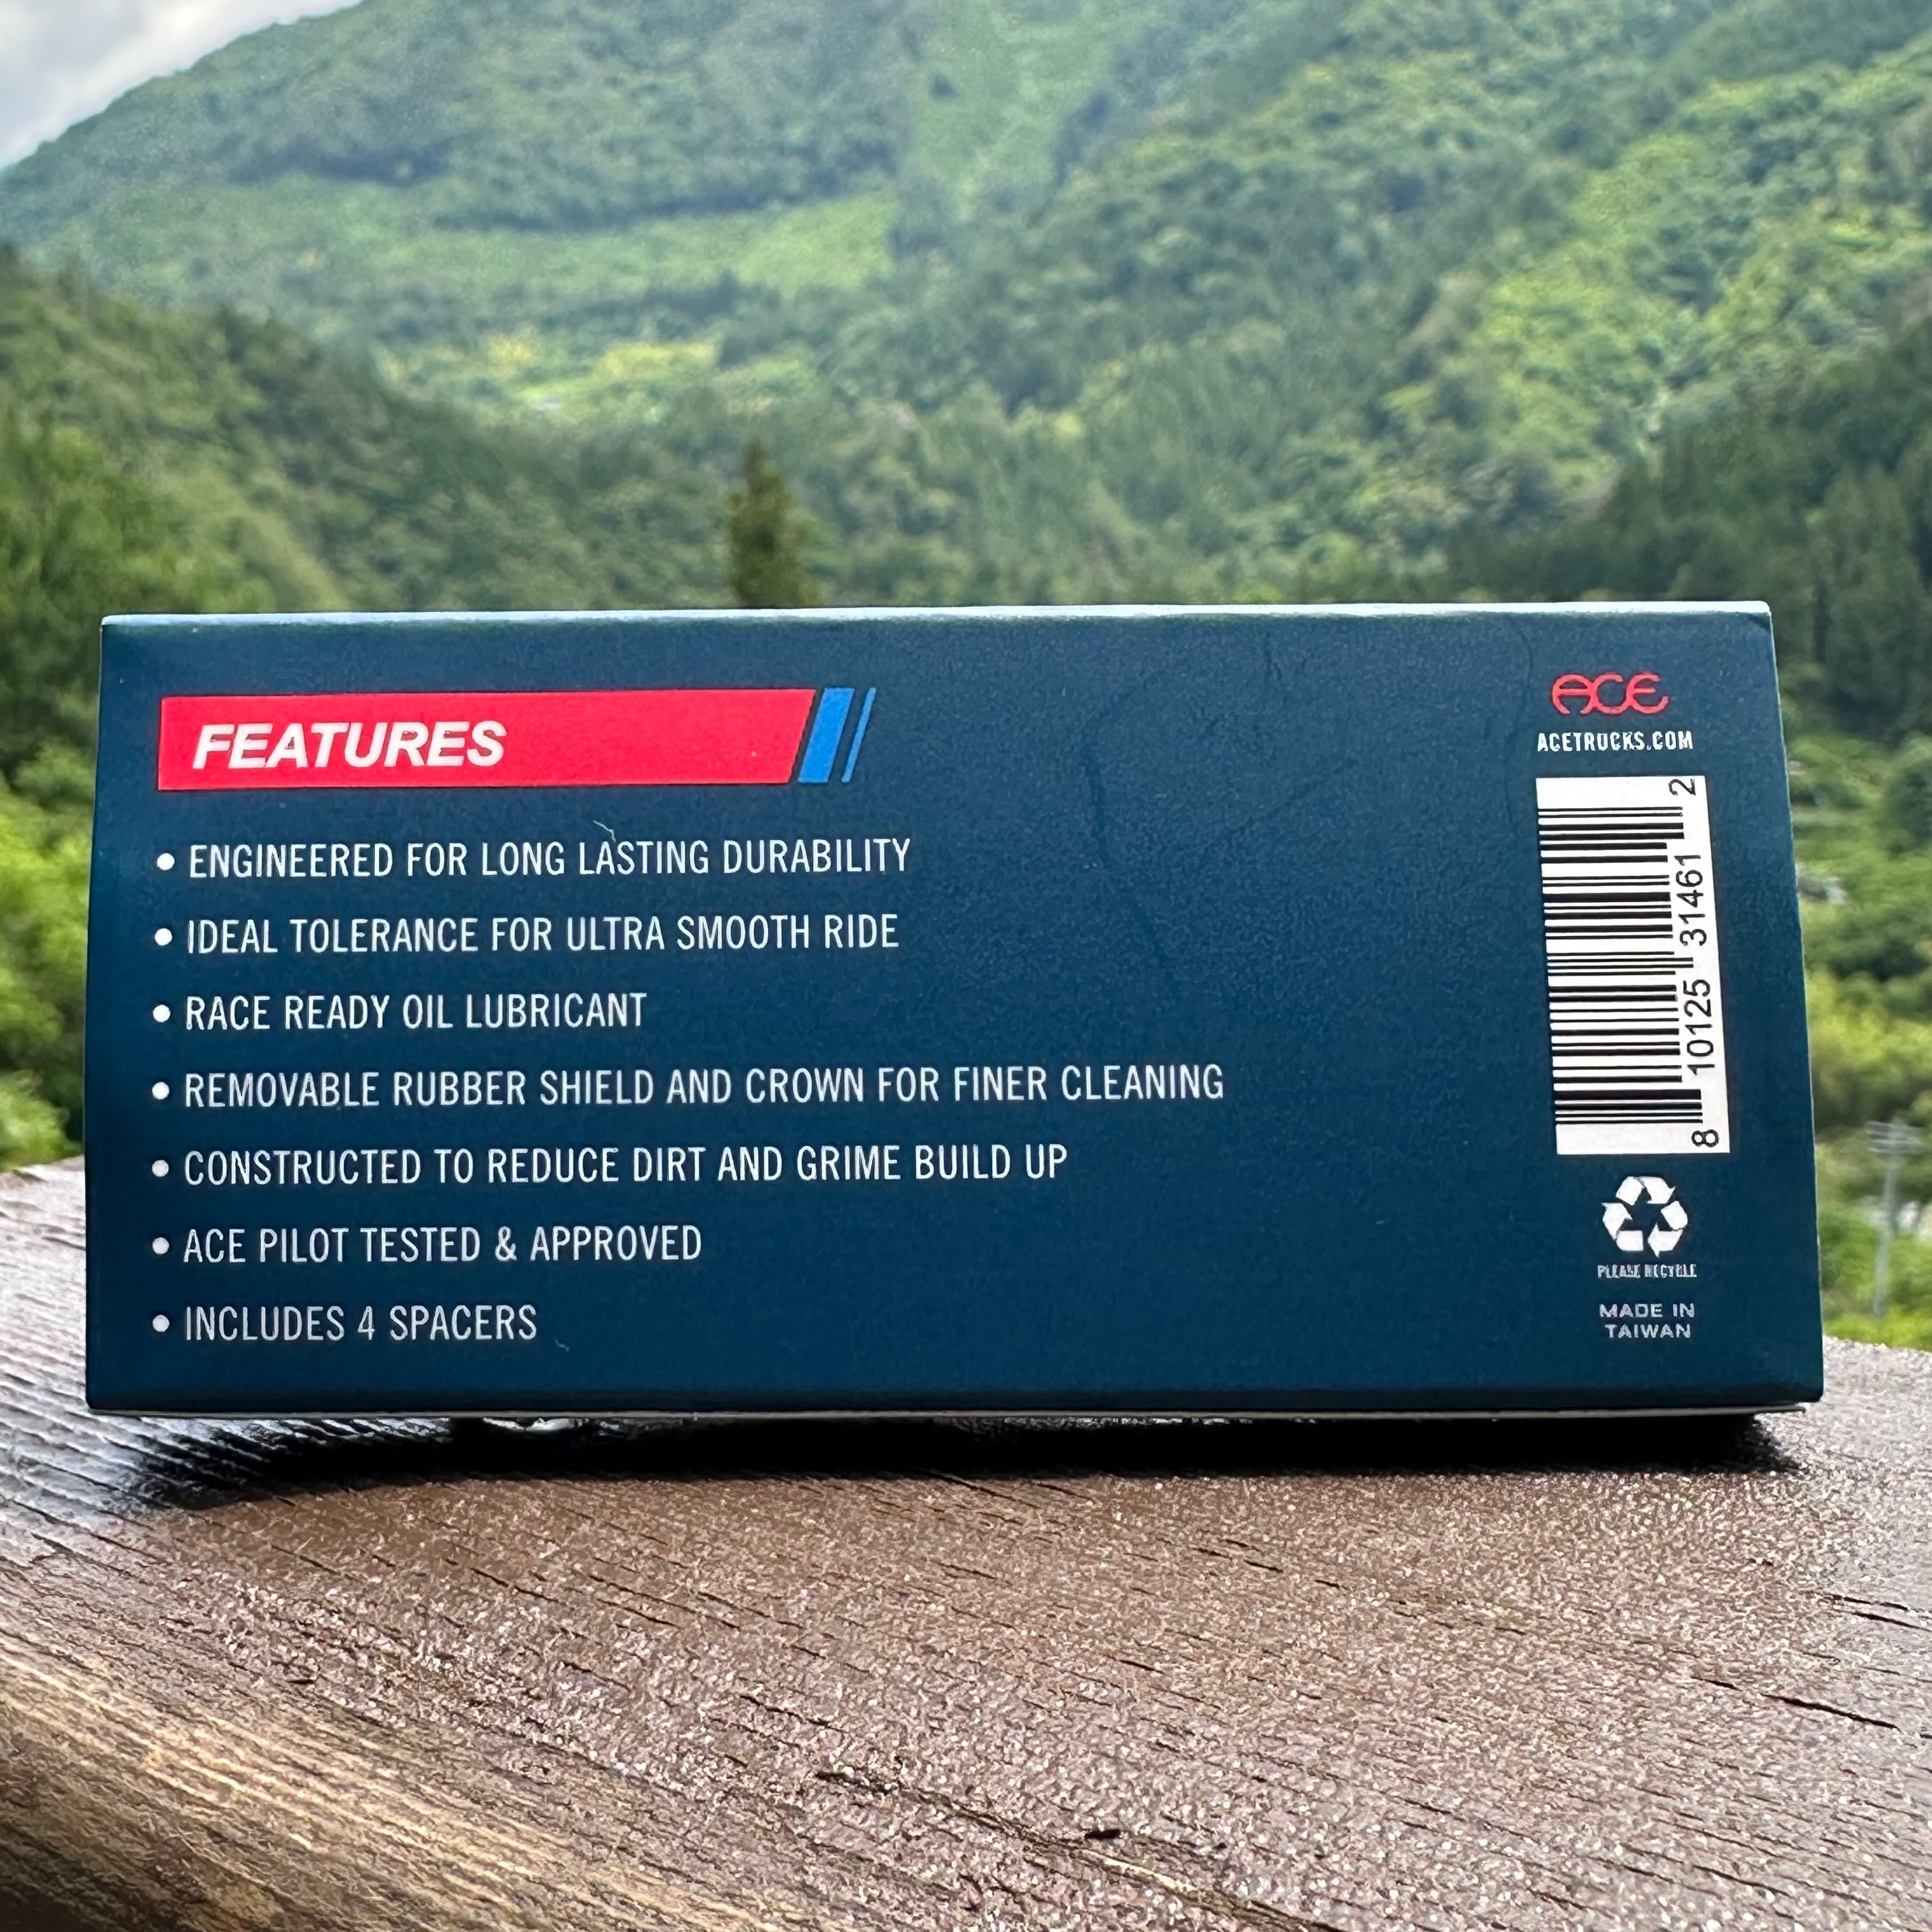 FEATURES
• ENGINEERED FOR LONG LASTING DURABILITY
• IDEAL TOLERANCE FOR ULTRA SMOOTH RIDE
• RACE READY OIL LUBRICANT
• REMOVABLE RUBBER SHIELD AND CROWN FOR FINER CLEANING
• CONSTRUCTED TO REDUCE DIRT AND GRIME BUILD UP
• ACE PILOT TESTED & APPROVED
• INCLUDES 4 SPACERS
ACE
ACETRUCKS.COM
8 10125 31461 2
PLEASE RECYCLE
MADE IN
TAIWAN